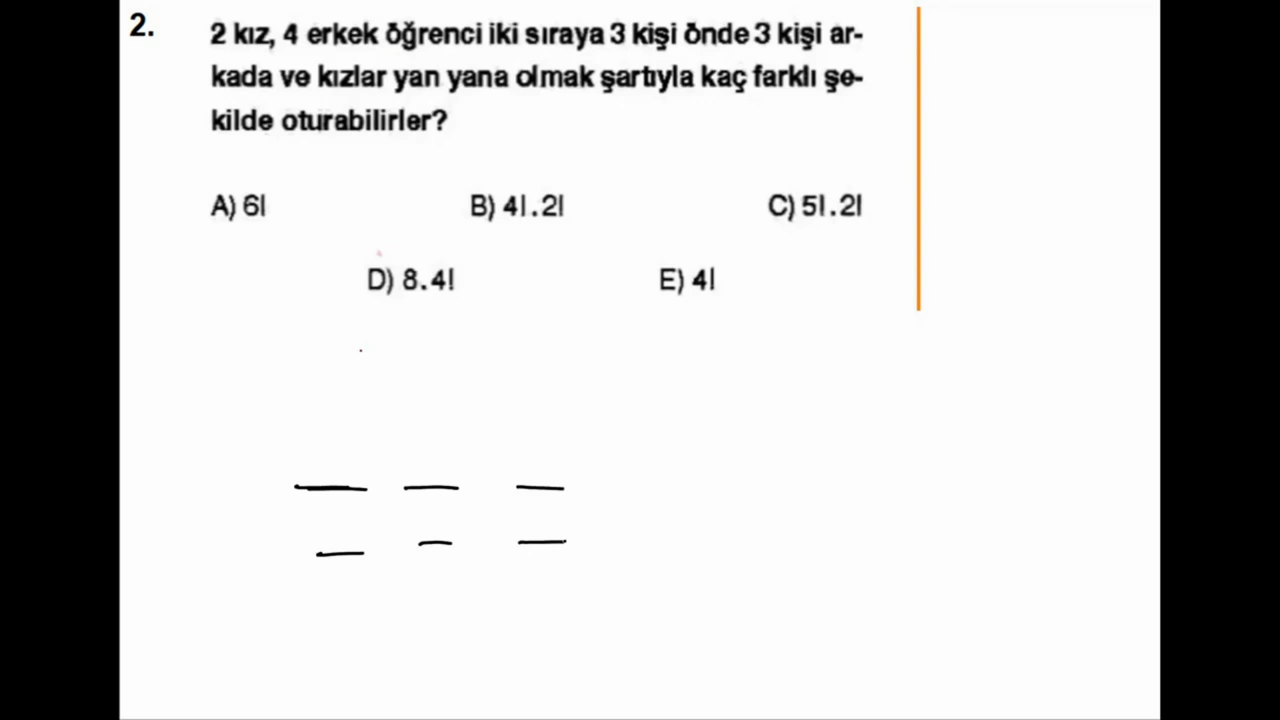 2.
2 kız, 4 erkek öğrenci iki sıraya 3 kişi önde 3 kişi ar-
kada ve kızlar yan yana olmak şartıyla kaç farklı şe-
kilde oturabilirler?
A) 6! B) 4!.2! C) 5!.2!
D) 8.4! E) 4!